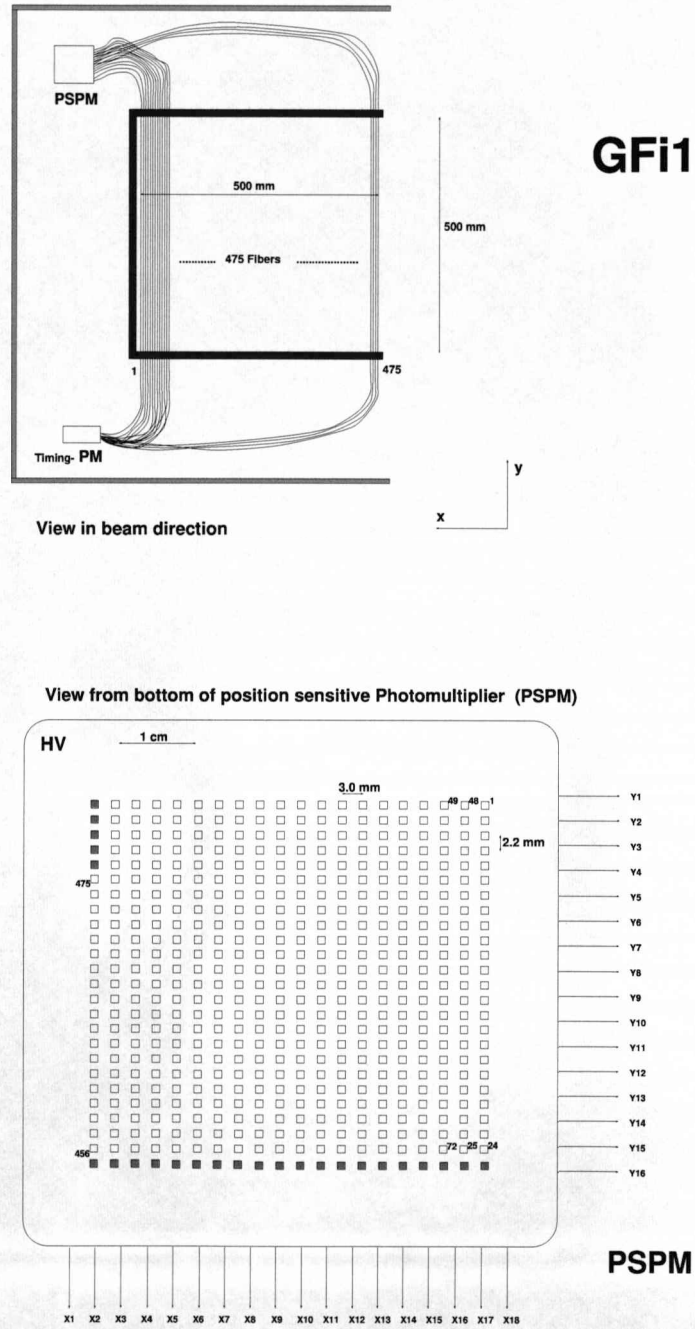 PSPM
GFi1
500 mm
500 mm
475 Fibers
1
475
Timing- PM
y
x
View in beam direction
View from bottom of position sensitive Photomultiplier (PSPM)
HV
1 cm
3.0 mm
49 48 1
2.2 mm
475
456
72 25 24
Y1
Y2
Y3
Y4
Y5
Y6
Y7
Y8
Y9
Y10
Y11
Y12
Y13
Y14
Y15
Y16
PSPM
X1 X2 X3 X4 X5 X6 X7 X8 X9 X10 X11 X12 X13 X14 X15 X16 X17 X18